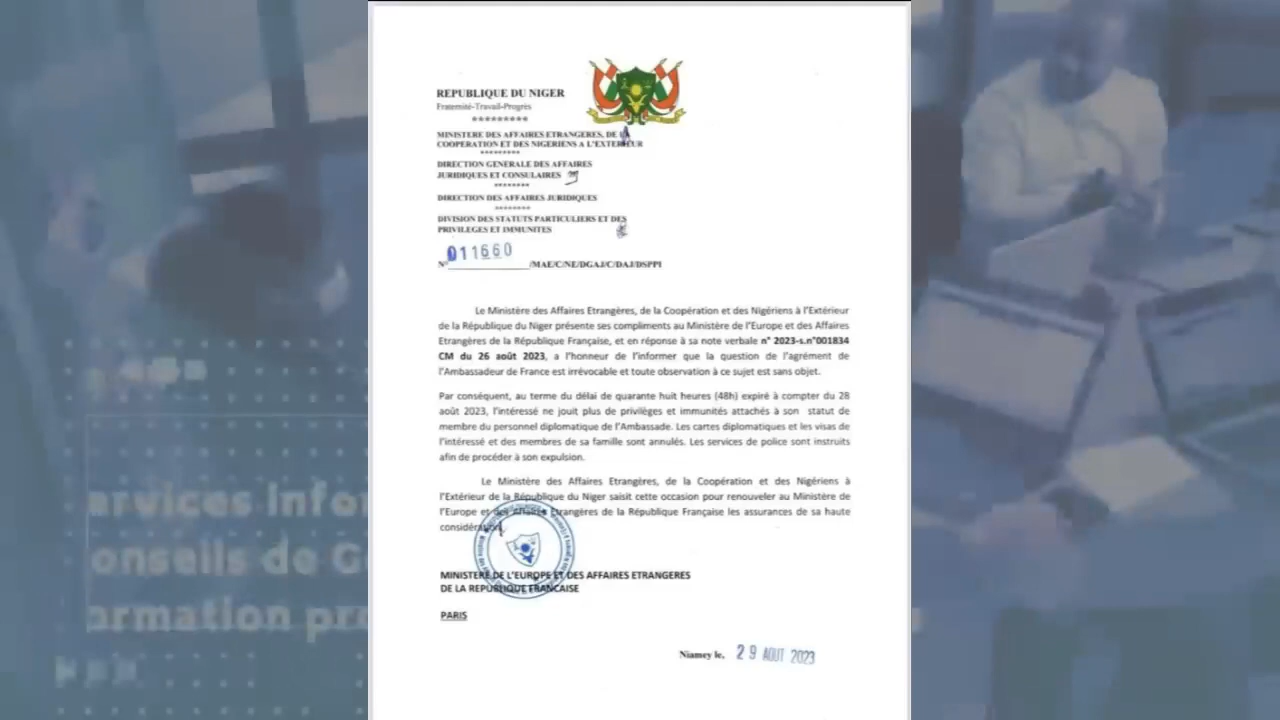 REPUBLIQUE DU NIGER
Fraternité-Travail-Progrès
*********
MINISTERE DES AFFAIRES ETRANGERES, DE LA
COOPERATION ET DES NIGERIENS A L'EXTERIEUR
*********
DIRECTION GENERALE DES AFFAIRES
JURIDIQUES ET CONSULAIRES
********
DIRECTION DES AFFAIRES JURIDIQUES
********
DIVISION DES STATUTS PARTICULIERS ET DES
PRIVILEGES ET IMMUNITES
011660
N°_______________/MAE/C/NE/DGAJ/C/DAJ/DSPPI
Le Ministère des Affaires Etrangères, de la Coopération et des Nigériens à l'Extérieur
de la République du Niger présente ses compliments au Ministère de l'Europe et des Affaires
Etrangères de la République Française, et en réponse à sa note verbale n° 2023-s.n°001834
CM du 26 août 2023, a l'honneur de l'informer que la question de l'agrément de
l'Ambassadeur de France est irrévocable et toute observation à ce sujet est sans objet.
Par conséquent, au terme du délai de quarante huit heures (48h) expiré à compter du 28
août 2023, l'intéressé ne jouit plus de privilèges et immunités attachés à son statut de
membre du personnel diplomatique de l'Ambassade. Les cartes diplomatiques et les visas de
l'intéressé et des membres de sa famille sont annulés. Les services de police sont instruits
afin de procéder à son expulsion.
Le Ministère des Affaires Etrangères, de la Coopération et des Nigériens à
l'Extérieur de la République du Niger saisit cette occasion pour renouveler au Ministère de
l'Europe et des Affaires Etrangères de la République Française les assurances de sa haute
considération.
MINISTERE DE L'EUROPE ET DES AFFAIRES ETRANGERES
DE LA REPUBLIQUE FRANCAISE
PARIS
Niamey le, 29 AOUT 2023
ervices infor
onseils de G
ormation pro